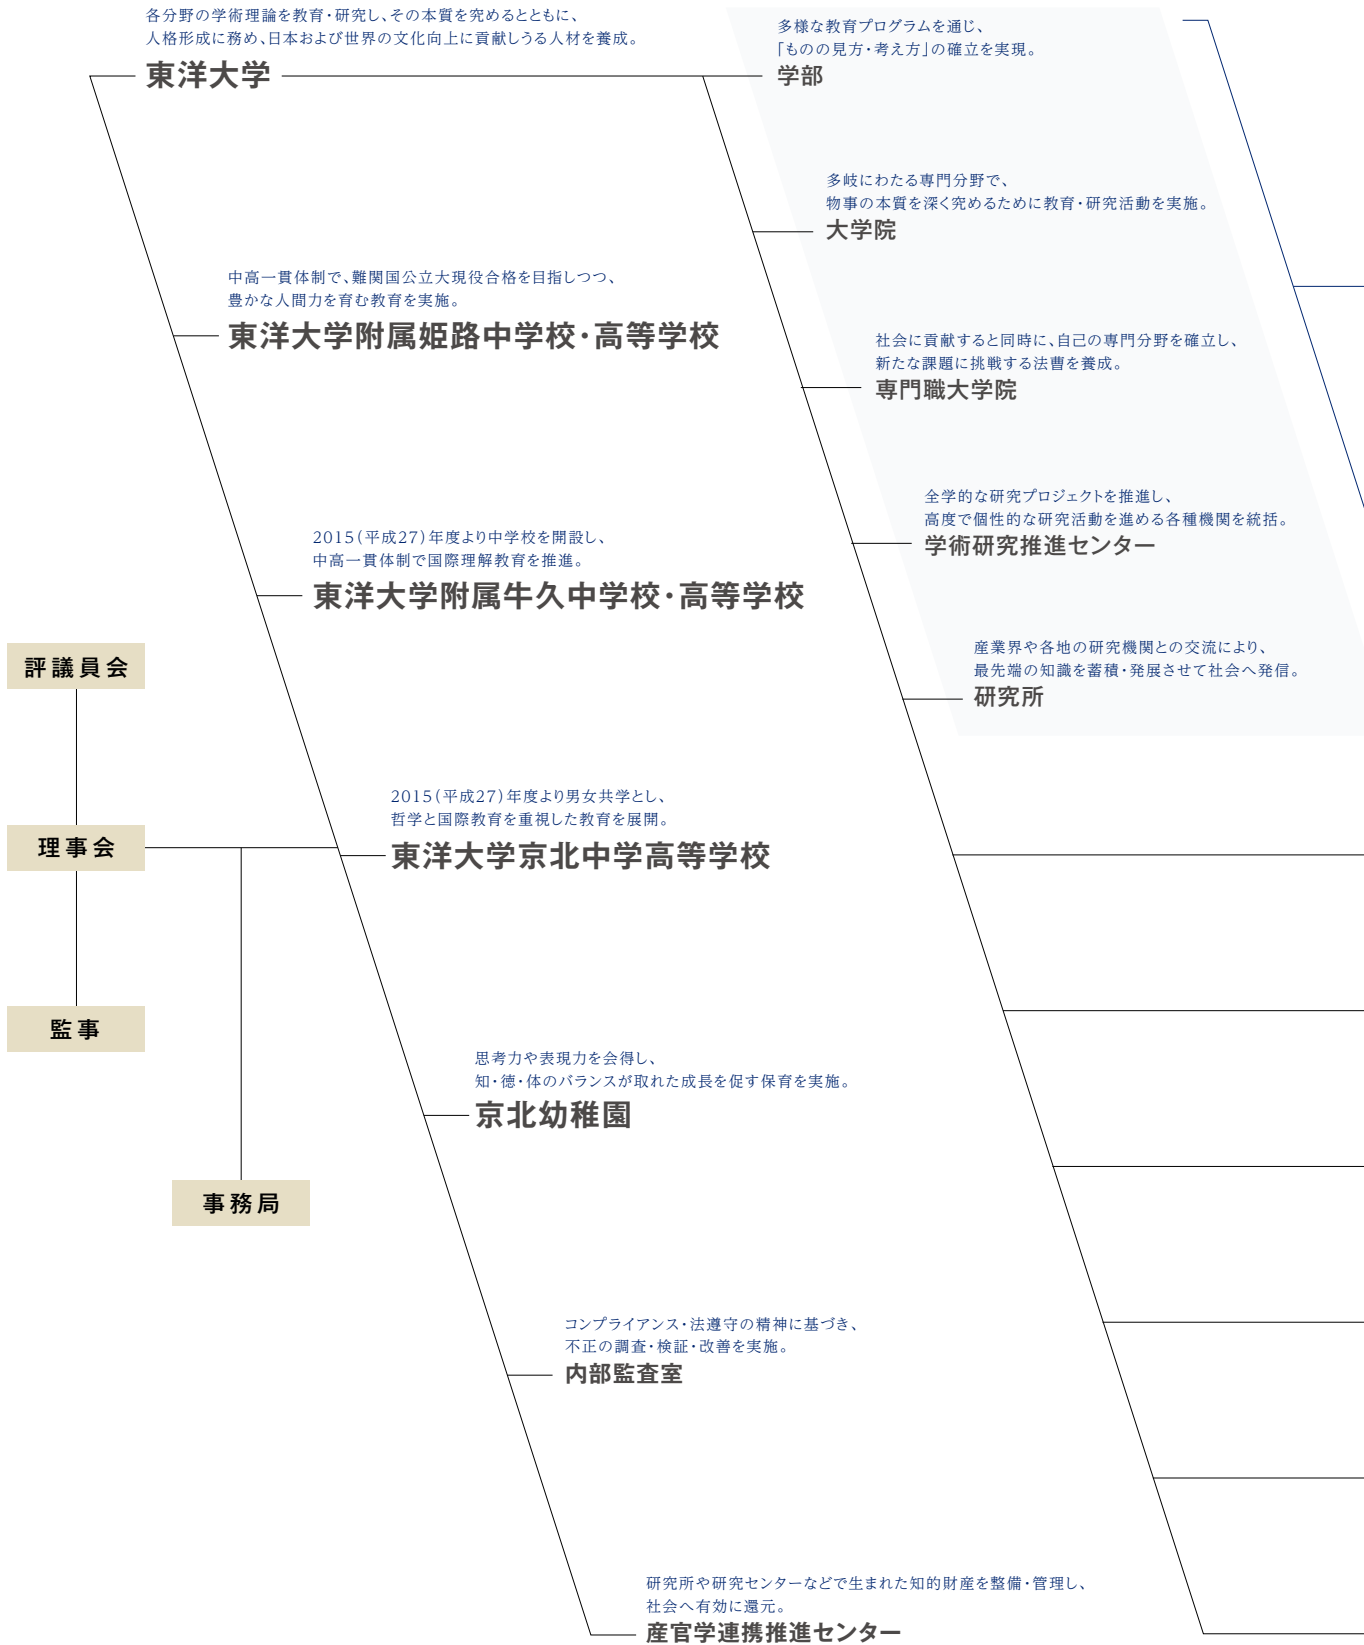 各分野の学術理論を教育・研究し、その本質を究めるとともに、
人格形成に務め、日本および世界の文化向上に貢献しうる人材を養成。
東洋大学
多様な教育プログラムを通じ、
「ものの見方・考え方」の確立を実現。
学部
多岐にわたる専門分野で、
物事の本質を深く究めるために教育・研究活動を実施。
大学院
中高一貫体制で、難関国公立大現役合格を目指しつつ、
豊かな人間力を育む教育を実施。
東洋大学附属姫路中学校・高等学校
社会に貢献すると同時に、自己の専門分野を確立し、
新たな課題に挑戦する法曹を養成。
専門職大学院
全学的な研究プロジェクトを推進し、
高度で個性的な研究活動を進める各種機関を統括。
学術研究推進センター
2015（平成27）年度より中学校を開設し、
中高一貫体制で国際理解教育を推進。
東洋大学附属牛久中学校・高等学校
産業界や各地の研究機関との交流により、
最先端の知識を蓄積・発展させて社会へ発信。
研究所
評議員会
理事会
監事
事務局
2015（平成27）年度より男女共学とし、
哲学と国際教育を重視した教育を展開。
東洋大学京北中学高等学校
思考力や表現力を会得し、
知・徳・体のバランスが取れた成長を促す保育を実施。
京北幼稚園
コンプライアンス・法遵守の精神に基づき、
不正の調査・検証・改善を実施。
内部監査室
研究所や研究センターなどで生まれた知的財産を整備・管理し、
社会へ有効に還元。
産官学連携推進センター